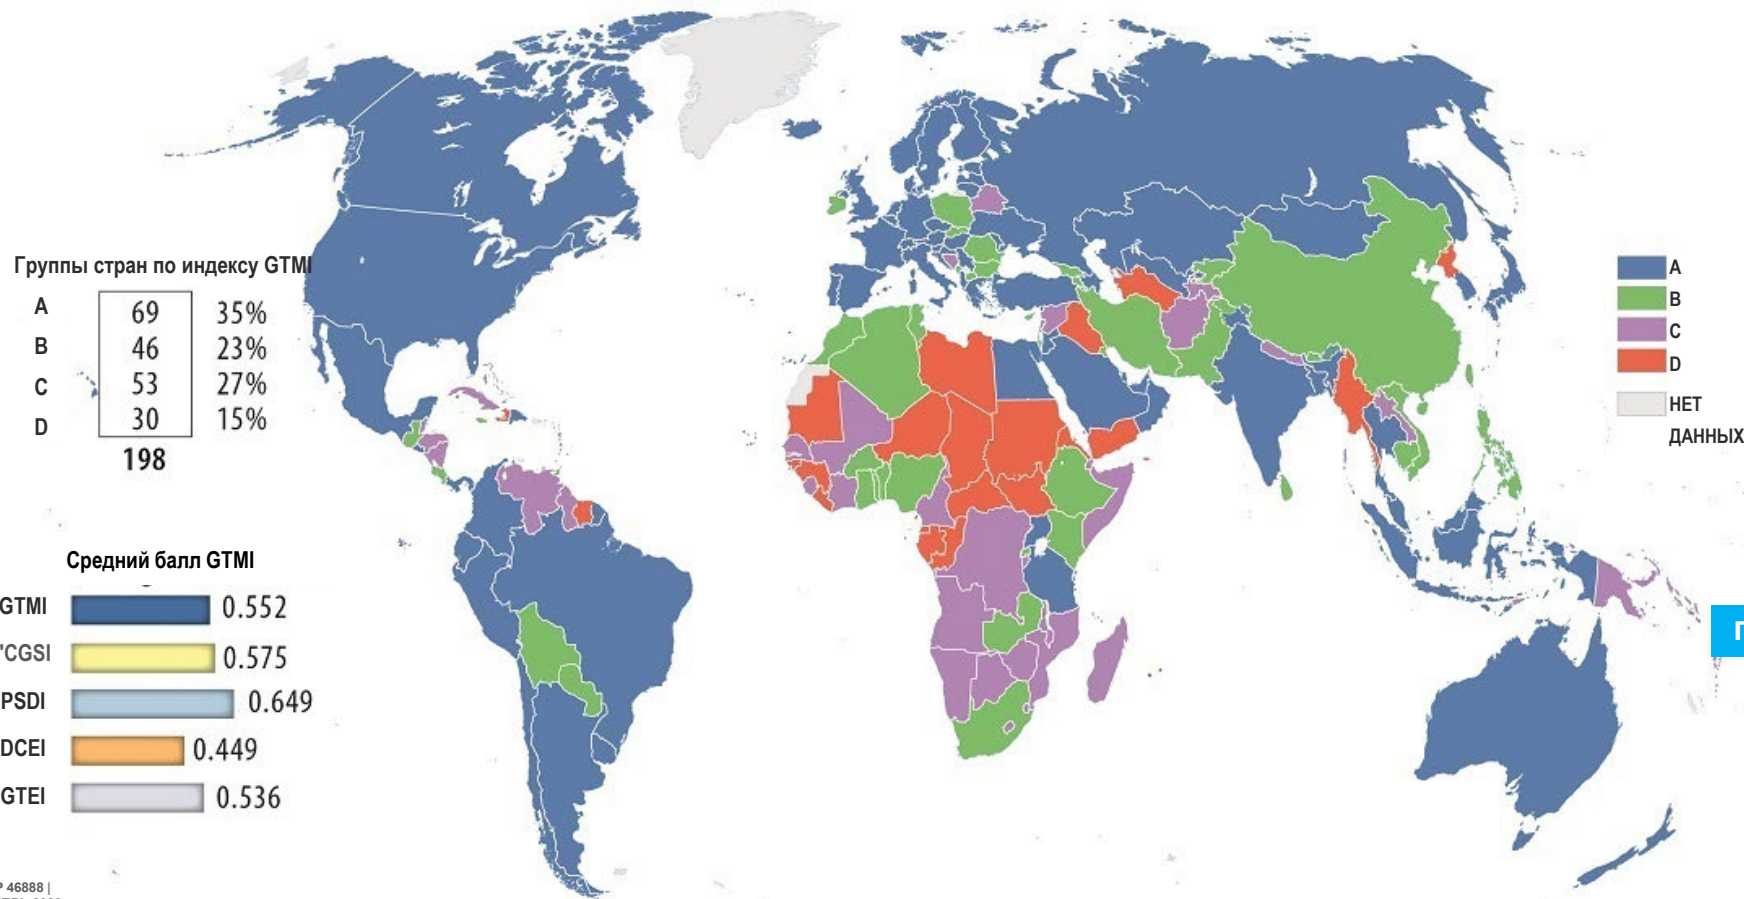 Группы стран по индексу GTMI
A 69 35%
B 46 23%
C 53 27%
D 30 15%
198
Средний балл GTMI
GTMI 0.552
'CGSI 0.575
PSDI 0.649
DCEI 0.449
GTEI 0.536
A
B
C
D
НЕТ
ДАННЫХ
46888 |